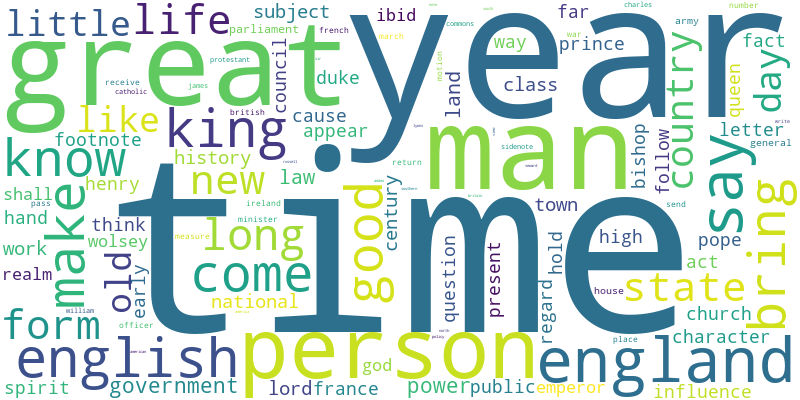 little
life
subject
ibid
far
charles
number
great
year
parliament
french
commons
army
way
prince
fact
march
council
duke
country
day
queen
motion
protestant
like
king
receive
catholic
james
british
cause
appear
land
class
war
letter
write
general
know
footnote
history
new
law
man
bishop
follow
say
sidenote
return
shall
henry
pass
make
hand
think
ireland
time
good
century
town
send
pope
bring
work
wolsey
minister
long
question
present
hold
high
act
realm
old
early
measure
come
national
regard
house
state
form
william
officer
church
character
english
person
england
place
god
spirit
government
lord
france
power
public
emperor
influence